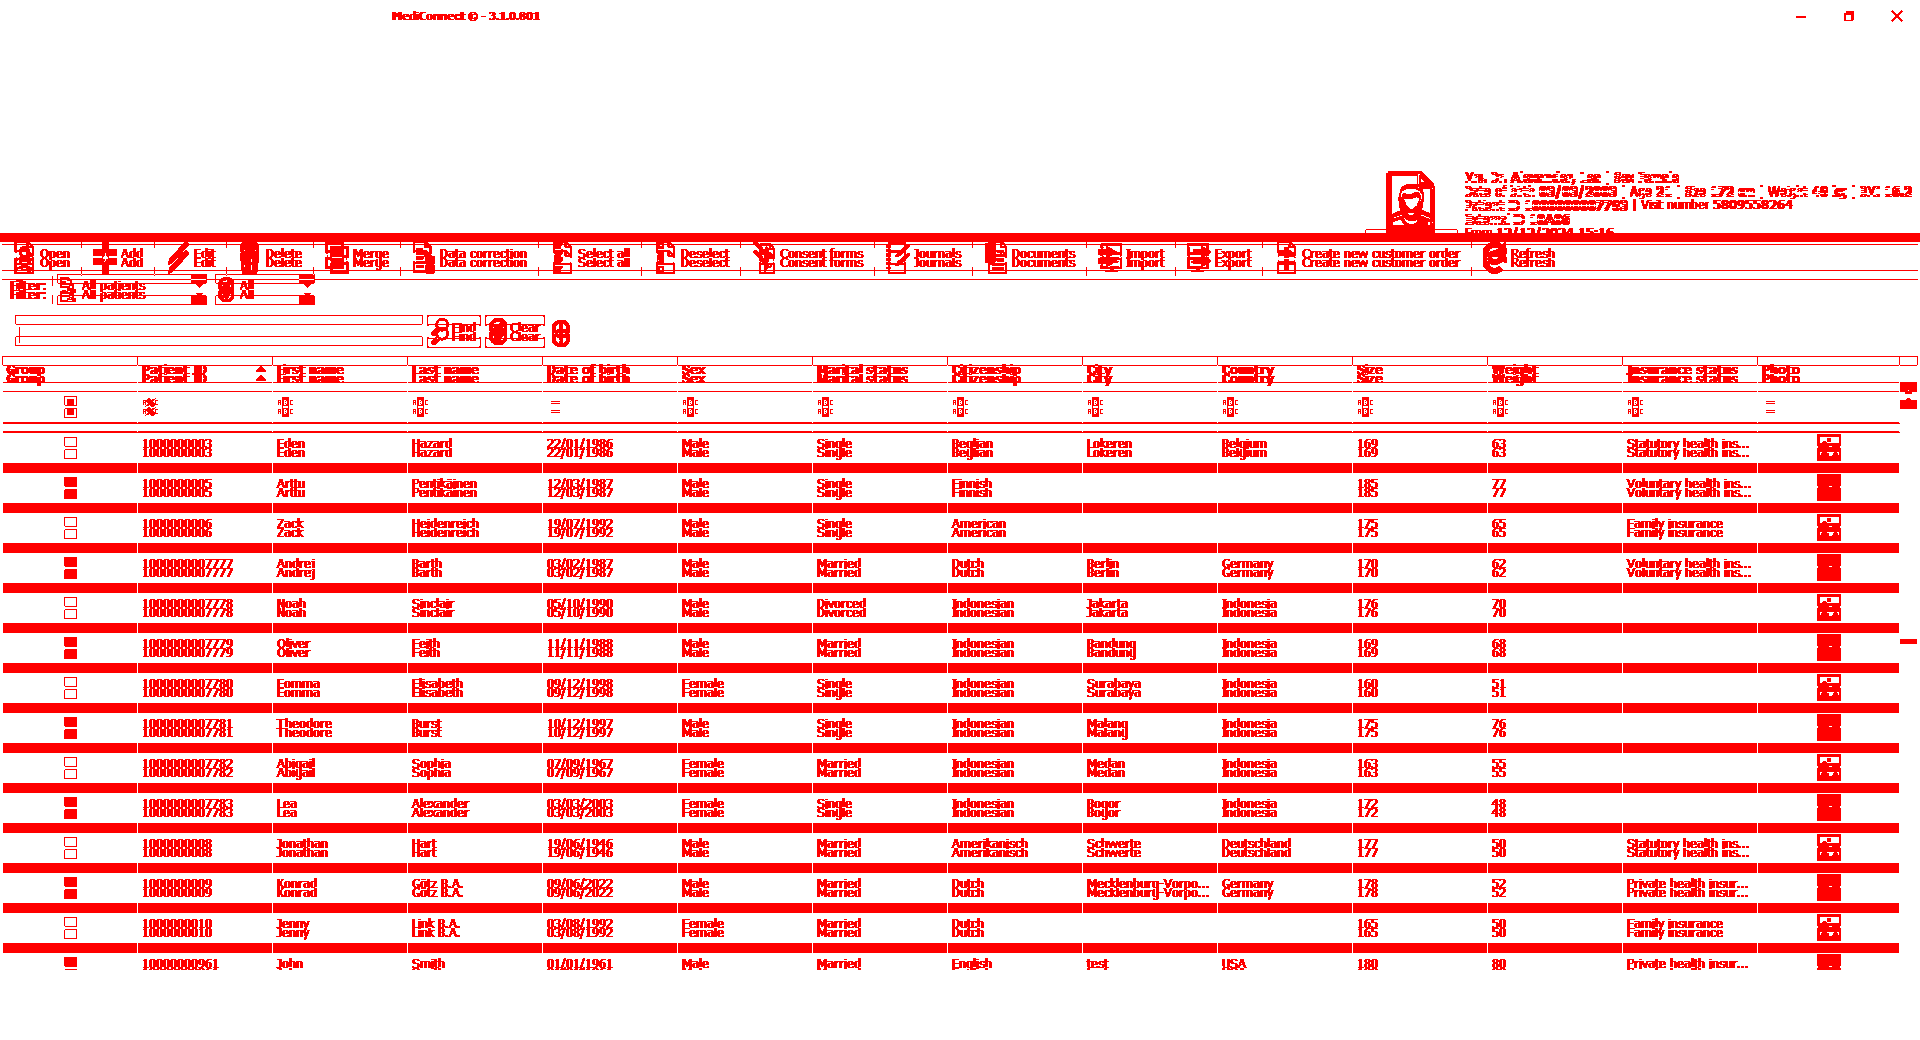 MediConnect © - 3.1.0.801
Mrs. Dr. Alexander, Lea | Sex Female
Date of birth 03/03/2003 | Age 21 | Size 172 cm | Weight 48 kg | BMI 16.2
Patient ID 1000000007783 | Visit number 5809558264
From 12/12/2024 15:16
Open Add Edit Delete Merge Data correction Select all Deselect Consent forms Journals Documents Import Export Create new customer order Refresh
Filter: All patients All
Find Clear
Group Patient ID First name Last name Date of birth Sex Marital status Citizenship City Country Size Weight Insurance status Photo
1000000003 Eden Hazard 22/01/1986 Male Single Beglian Lokeren Belgium 169 63 Statutory health ins...
1000000005 Arttu Pentikäinen 12/03/1987 Male Single Finnish 185 77 Voluntary health ins...
1000000006 Zack Heidenreich 19/07/1992 Male Single American 175 65 Family insurance
1000000007777 Andrej Barth 03/02/1987 Male Married Dutch Berlin Germany 170 62 Voluntary health ins...
1000000007778 Noah Sinclair 05/10/1990 Male Divorced Indonesian Jakarta Indonesia 176 70
1000000007779 Oliver Feith 11/11/1988 Male Married Indonesian Bandung Indonesia 169 68
1000000007780 Eomma Elisabeth 09/12/1998 Female Single Indonesian Surabaya Indonesia 160 51
1000000007781 Theodore Burst 10/12/1997 Male Single Indonesian Malang Indonesia 175 76
1000000007782 Abigail Sophia 07/09/1967 Female Married Indonesian Medan Indonesia 163 55
1000000007783 Lea Alexander 03/03/2003 Female Single Indonesian Bogor Indonesia 172 48
1000000008 Jonathan Hart 19/06/1946 Male Married Amerikanisch Schwerte Deutschland 177 50 Statutory health ins...
1000000009 Konrad Götz B.A. 09/06/2022 Male Married Dutch Mecklenburg-Vorpo... Germany 178 52 Private health insur...
1000000010 Jenny Link B.A. 03/08/1992 Female Married Dutch 165 50 Family insurance
10000000961 John Smith 01/01/1961 Male Married English test USA 180 80 Private health insur...